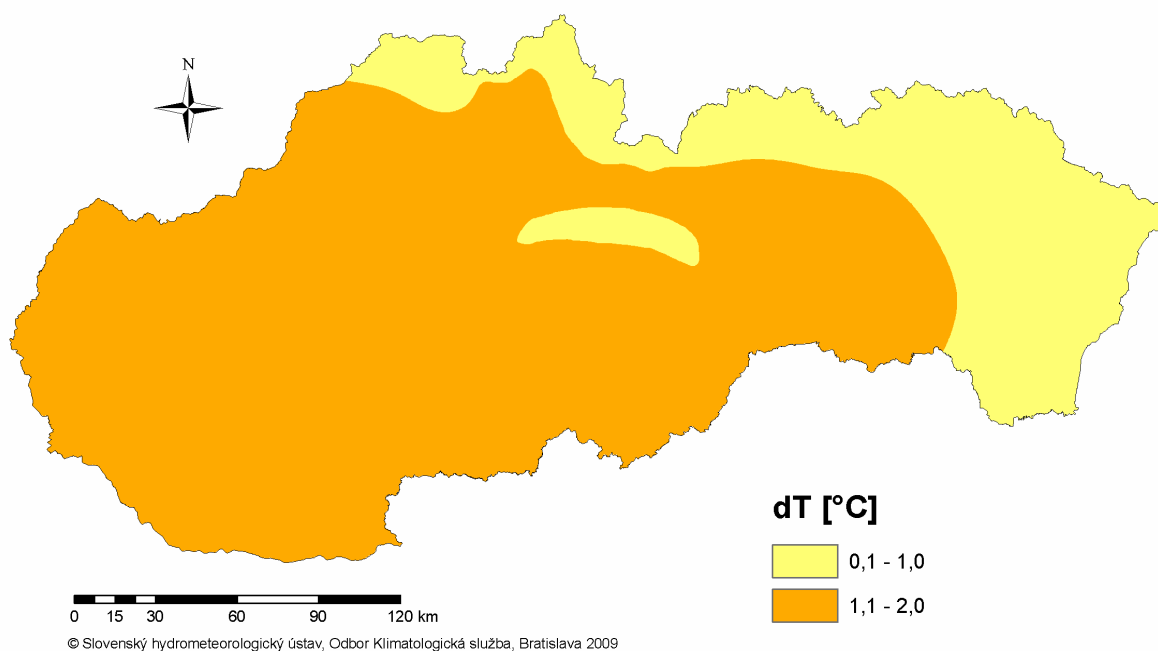 N
dT [°C]
0,1 - 1,0
1,1 - 2,0
0 15 30 60 90 120 km
© Slovenský hydrometeorologický ústav, Odbor Klimatologická služba, Bratislava 2009